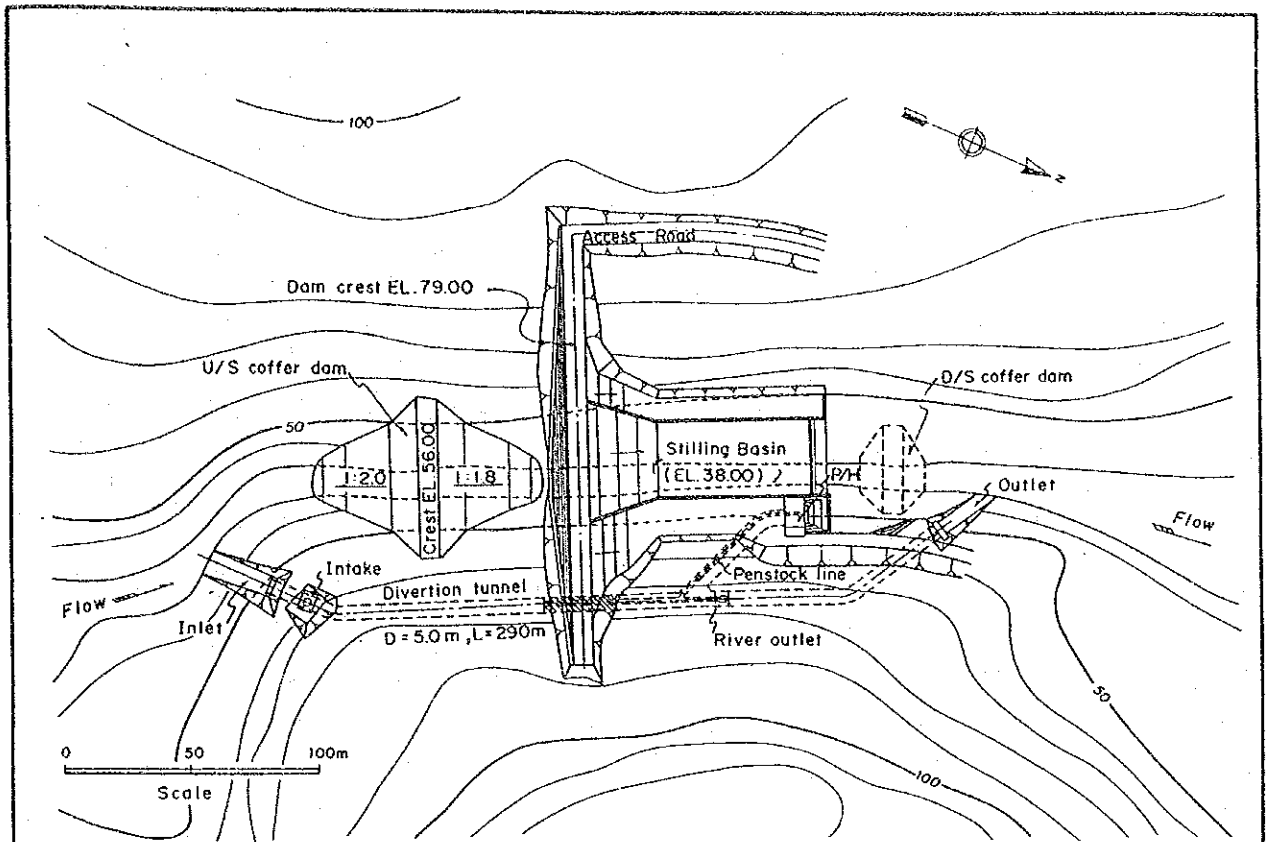 100
N
Access Road
Dam crest EL.79.00
U/S coffer dam
D/S coffer dam
50
Stilling Basin
(EL.38.00)
P/H
1:2.0
Crest EL.56.00
1:1.8
Outlet
Flow
Intake
Divertion tunnel
Penstock line
Flow
Inlet
D=5.0m, L=290m
River outlet
50
0 50 100m
Scale
100